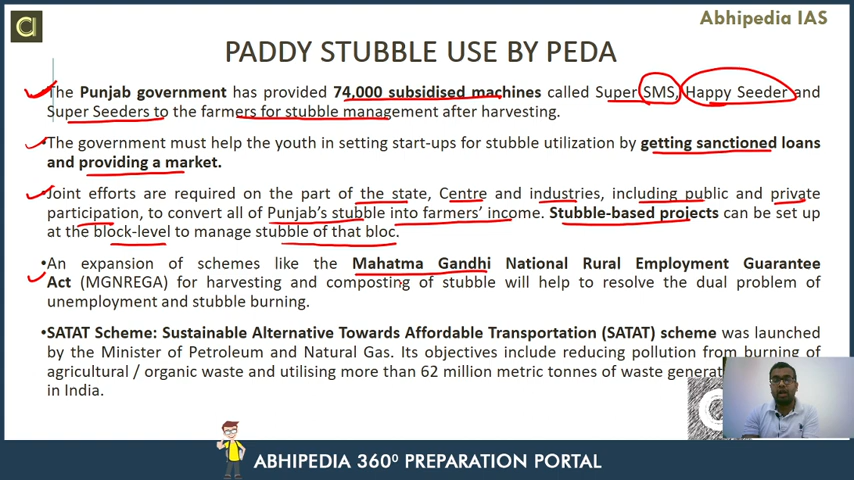 Abhipedia IAS
PADDY STUBBLE USE BY PEDA
•The Punjab government has provided 74,000 subsidised machines called Super SMS, Happy Seeder and
Super Seeders to the farmers for stubble management after harvesting.
•The government must help the youth in setting start-ups for stubble utilization by getting sanctioned loans
and providing a market.
•Joint efforts are required on the part of the state, Centre and industries, including public and private
participation, to convert all of Punjab's stubble into farmers' income. Stubble-based projects can be set up
at the block-level to manage stubble of that bloc.
•An expansion of schemes like the Mahatma Gandhi National Rural Employment Guarantee
Act (MGNREGA) for harvesting and composting of stubble will help to resolve the dual problem of
unemployment and stubble burning.
•SATAT Scheme: Sustainable Alternative Towards Affordable Transportation (SATAT) scheme was launched
by the Minister of Petroleum and Natural Gas. Its objectives include reducing pollution from burning of
agricultural / organic waste and utilising more than 62 million metric tonnes of waste
in India.
ABHIPEDIA 360⁰ PREPARATION PORTAL